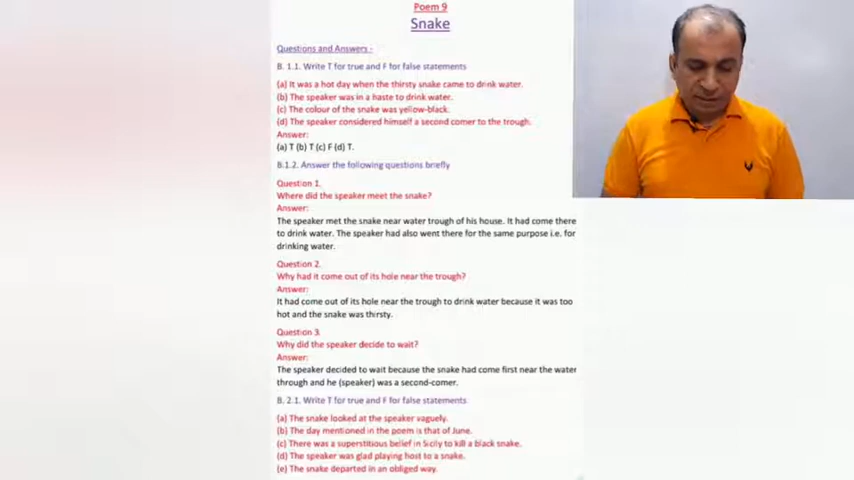 Poem 9
Snake
Questions and Answers -
B. 1.1. Write T for true and F for false statements
(a) It was a hot day when the thirsty snake came to drink water.
(b) The speaker was in a haste to drink water.
(c) The colour of the snake was yellow-black.
(d) The speaker considered himself a second comer to the trough.
Answer:
(a) T (b) T (c) F (d) T.
B.1.2. Answer the following questions briefly
Question 1.
Where did the speaker meet the snake?
Answer:
The speaker met the snake near water trough of his house. It had come there
to drink water. The speaker had also went there for the same purpose i.e. for
drinking water.
Question 2.
Why had it come out of its hole near the trough?
Answer:
It had come out of its hole near the trough to drink water because it was too
hot and the snake was thirsty.
Question 3.
Why did the speaker decide to wait?
Answer:
The speaker decided to wait because the snake had come first near the water
through and he (speaker) was a second-comer.
B. 2.1. Write T for true and F for false statements
(a) The snake looked at the speaker vaguely.
(b) The day mentioned in the poem is that of June.
(c) There was a superstitious belief in Sicily to kill a black snake.
(d) The speaker was glad playing host to a snake.
(e) The snake departed in an obliged way.